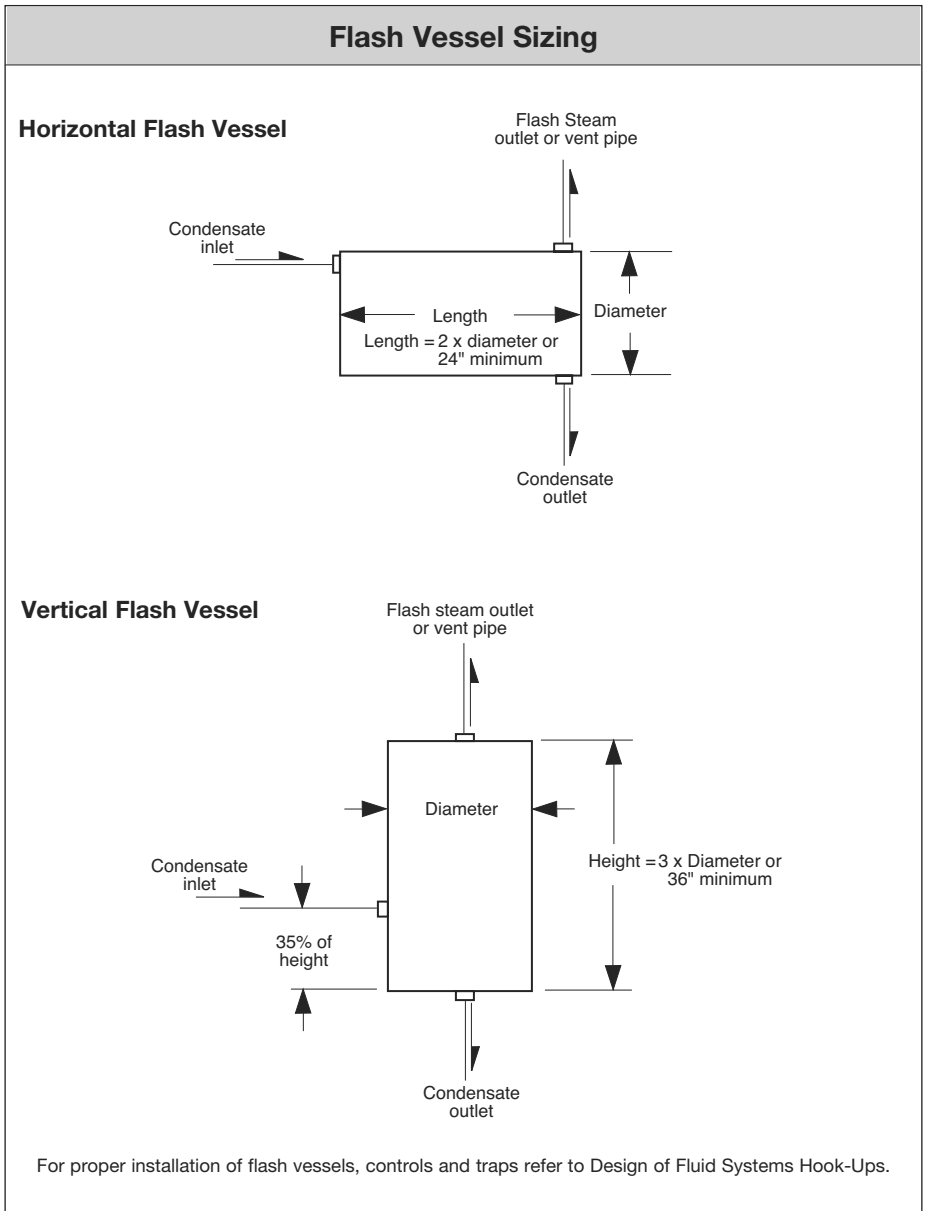 Flash Vessel Sizing
Horizontal Flash Vessel
Flash Steam
outlet or vent pipe
Condensate
inlet
Length
Length = 2 x diameter or
24" minimum
Diameter
Condensate
outlet
Vertical Flash Vessel
Flash steam outlet
or vent pipe
Diameter
Condensate
inlet
35% of
height
Height = 3 x Diameter or
36" minimum
Condensate
outlet
For proper installation of flash vessels, controls and traps refer to Design of Fluid Systems Hook-Ups.